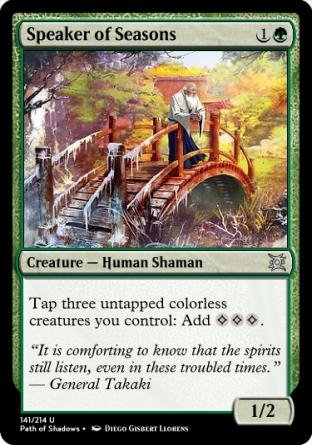 Speaker of Seasons 1
Creature — Human Shaman
Tap three untapped colorless
creatures you control: Add
“It is comforting to know that the spirits
still listen, even in these troubled times.”
— General Takaki
1/2
141/214 U
Path of Shadows • Diego Gisbert Llorens